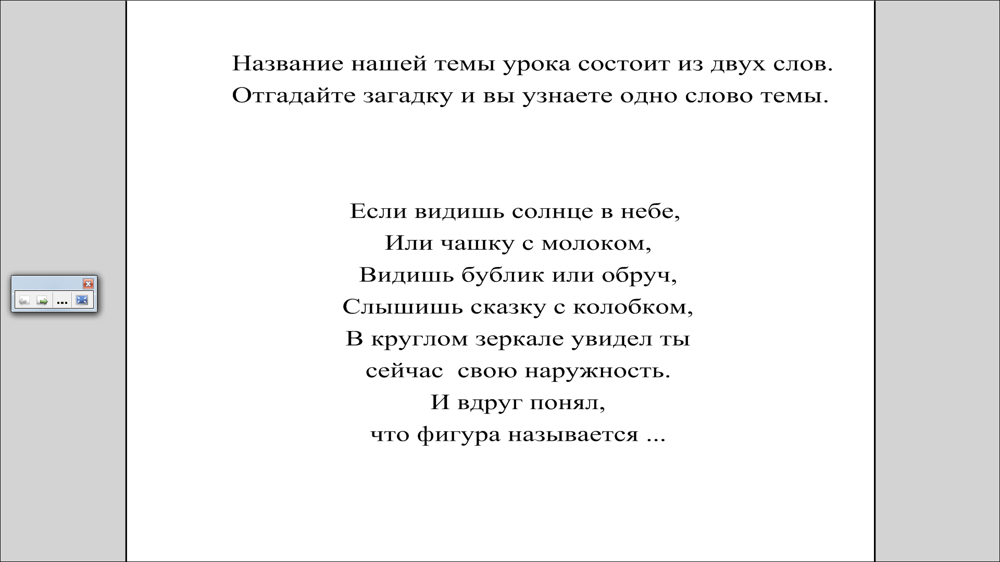 Название нашей темы урока состоит из двух слов.
Отгадайте загадку и вы узнаете одно слово темы.
Если видишь солнце в небе,
Или чашку с молоком,
Видишь бублик или обруч,
Слышишь сказку с колобком,
В круглом зеркале увидел ты
сейчас  свою наружность.
И вдруг понял,
что фигура называется ...